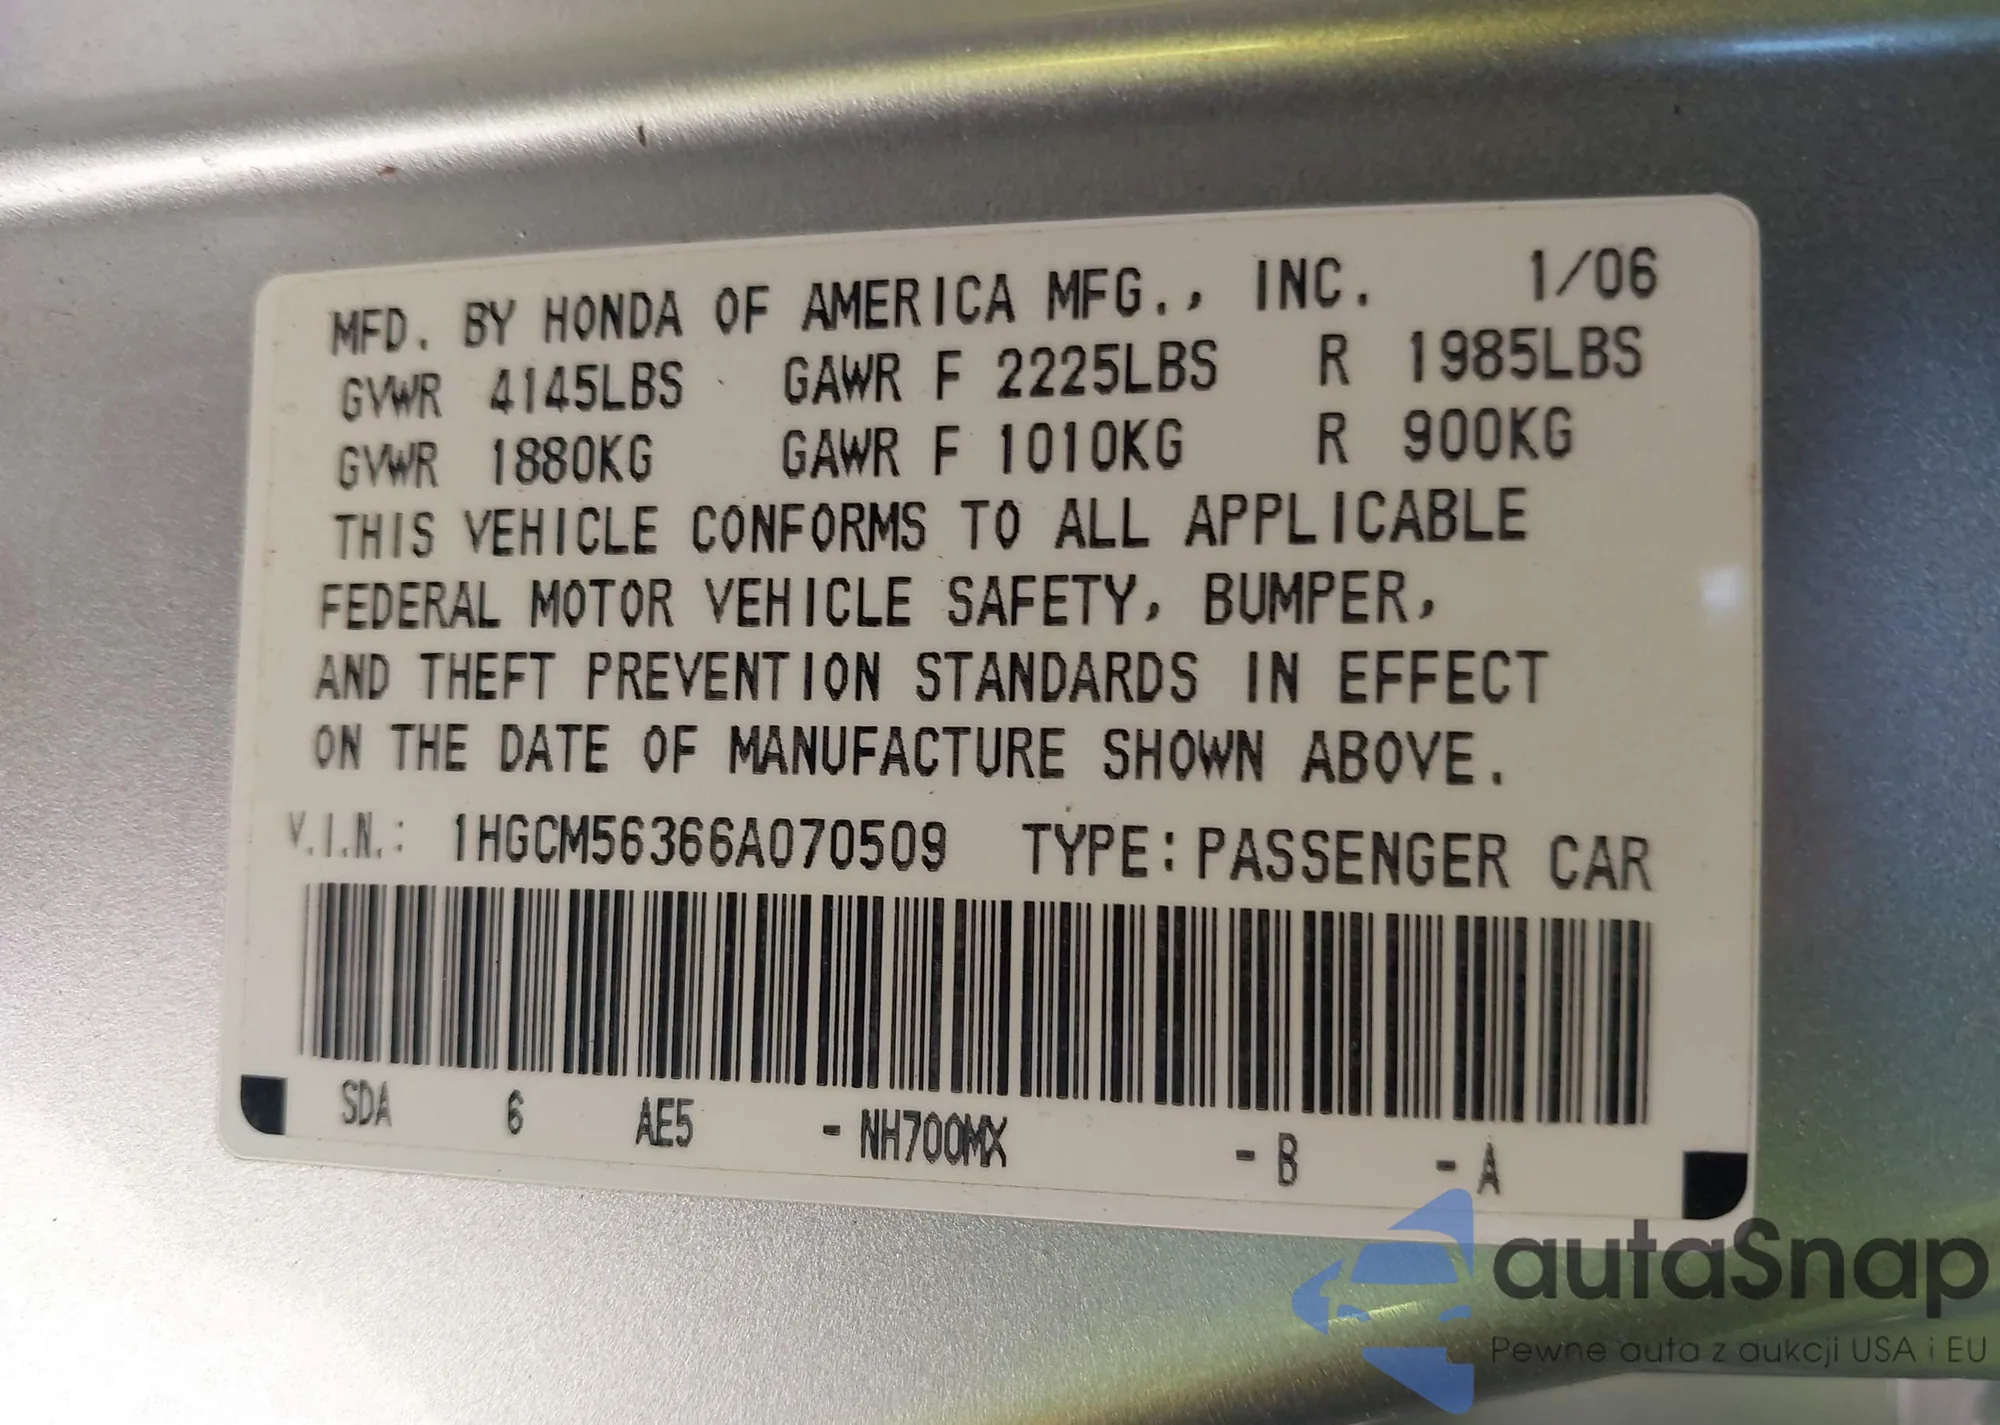 MFD. BY HONDA OF AMERICA MFG., INC. 1/06
GVWR 4145LBS GAWR F 2225LBS R 1985LBS
GVWR 1880KG GAWR F 1010KG R 900KG
THIS VEHICLE CONFORMS TO ALL APPLICABLE
FEDERAL MOTOR VEHICLE SAFETY, BUMPER,
AND THEFT PREVENTION STANDARDS IN EFFECT
ON THE DATE OF MANUFACTURE SHOWN ABOVE.
V.I.N.: 1HGCM56366A070509 TYPE: PASSENGER CAR
SDA 6 AE5 - NH700MX - B - A
autaSnap
Pewne auta z aukcji USA i EU